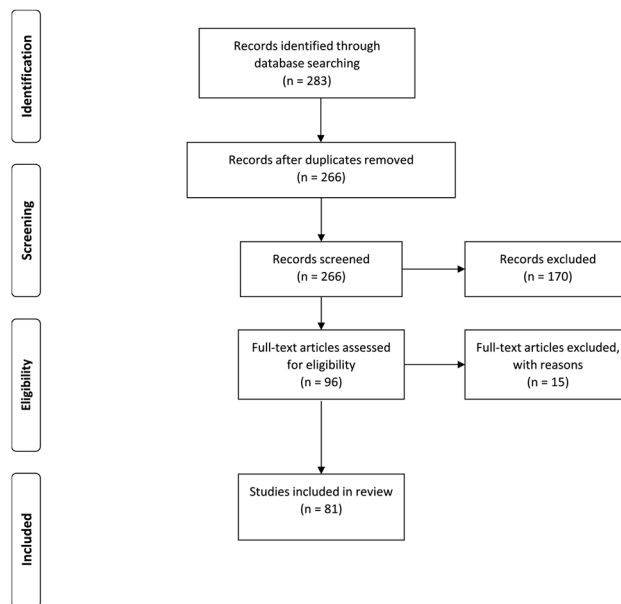 Identification
Records identified through
database searching
(n = 283)
Records after duplicates removed
(n = 266)
Screening
Records screened
(n = 266)
Records excluded
(n = 170)
Eligibility
Full-text articles assessed
for eligibility
(n = 96)
Full-text articles excluded,
with reasons
(n = 15)
Included
Studies included in review
(n = 81)